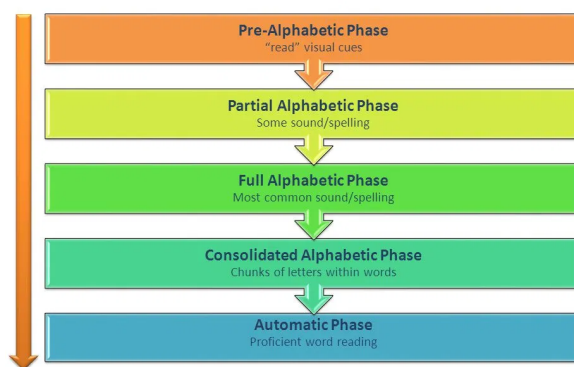 Pre-Alphabetic Phase
“read” visual cues
Partial Alphabetic Phase
Some sound/spelling
Full Alphabetic Phase
Most common sound/spelling
Consolidated Alphabetic Phase
Chunks of letters within words
Automatic Phase
Proficient word reading